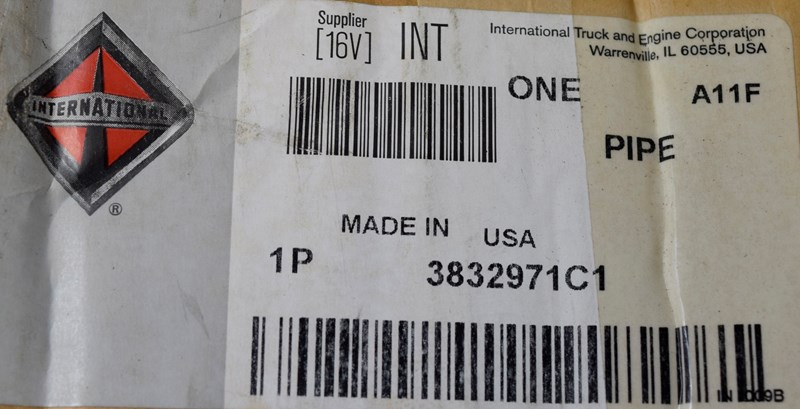 Supplier
[16V] INT
International Truck and Engine Corporation
Warrenville, IL 60555, USA
INTERNATIONAL
®
ONE A11F
PIPE
MADE IN USA
1P 3832971C1
IN